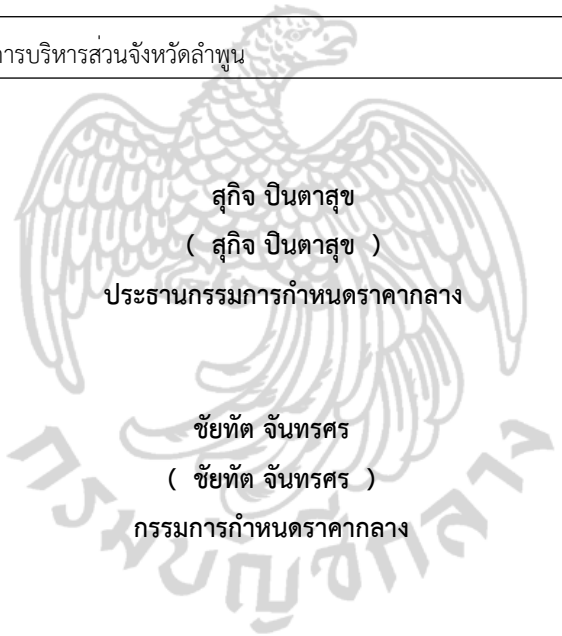 การบริหารส่วนจังหวัดลำพูน
สุกิจ ปินตาสุข
( สุกิจ ปินตาสุข )
ประธานกรรมการกำหนดราคากลาง
ชัยทัต จันทรศร
( ชัยทัต จันทรศร )
กรรมการกำหนดราคากลาง
กรมบัญชีกลาง